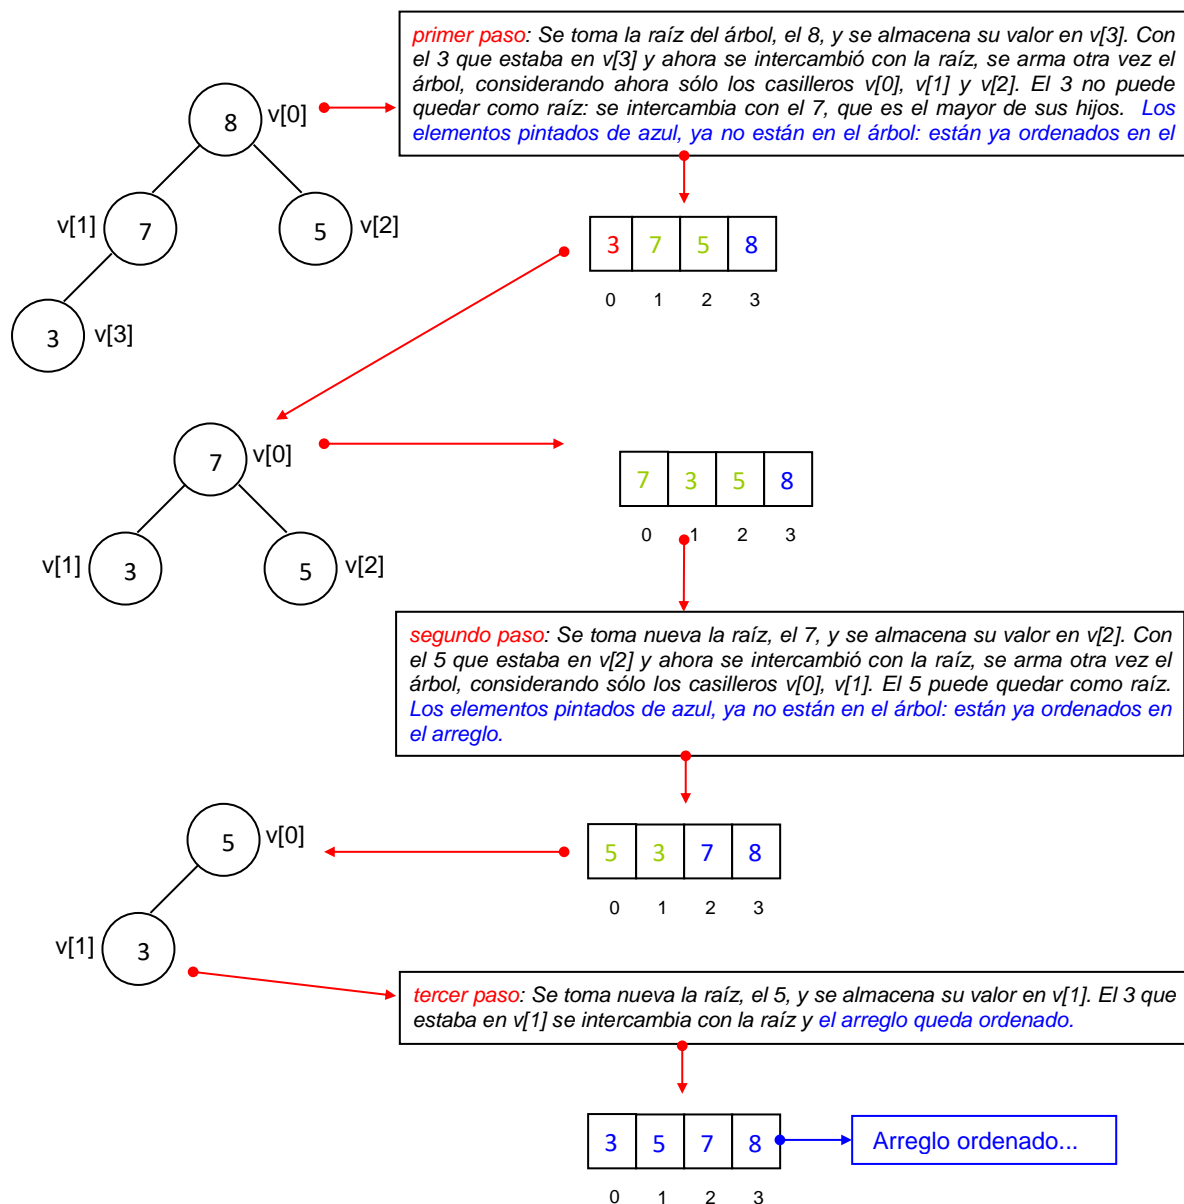 primer paso: Se toma la raíz del árbol, el 8, y se almacena su valor en v[3]. Con
el 3 que estaba en v[3] y ahora se intercambió con la raíz, se arma otra vez el
árbol, considerando ahora sólo los casilleros v[0], v[1] y v[2]. El 3 no puede
quedar como raíz: se intercambia con el 7, que es el mayor de sus hijos. Los
elementos pintados de azul, ya no están en el árbol: están ya ordenados en el
8 v[0]
v[1] 7 5 v[2]
3 v[3]
3 7 5 8
0 1 2 3
7 v[0]
v[1] 3 5 v[2]
7 3 5 8
0 1 2 3
segundo paso: Se toma nueva la raíz, el 7, y se almacena su valor en v[2]. Con
el 5 que estaba en v[2] y ahora se intercambió con la raíz, se arma otra vez el
árbol, considerando sólo los casilleros v[0], v[1]. El 5 puede quedar como raíz.
Los elementos pintados de azul, ya no están en el árbol: están ya ordenados en
el arreglo.
5 v[0]
v[1] 3
5 3 7 8
0 1 2 3
tercer paso: Se toma nueva la raíz, el 5, y se almacena su valor en v[1]. El 3 que
estaba en v[1] se intercambia con la raíz y el arreglo queda ordenado.
3 5 7 8
Arreglo ordenado...
0 1 2 3